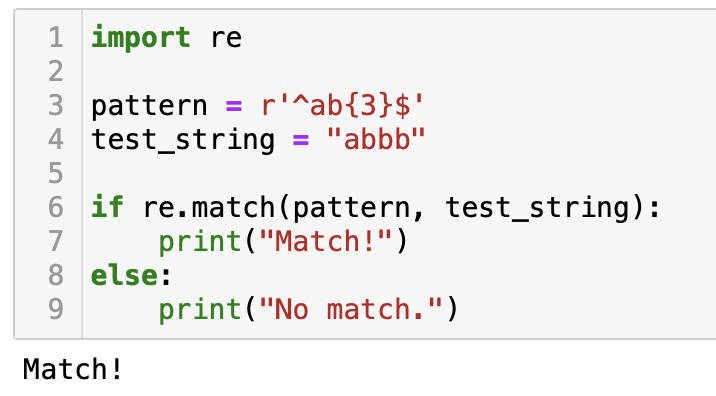 1 import re
2
3 pattern = r'^ab{3}$'
4 test_string = "abbb"
5
6 if re.match(pattern, test_string):
7     print("Match!")
8 else:
9     print("No match.")
Match!